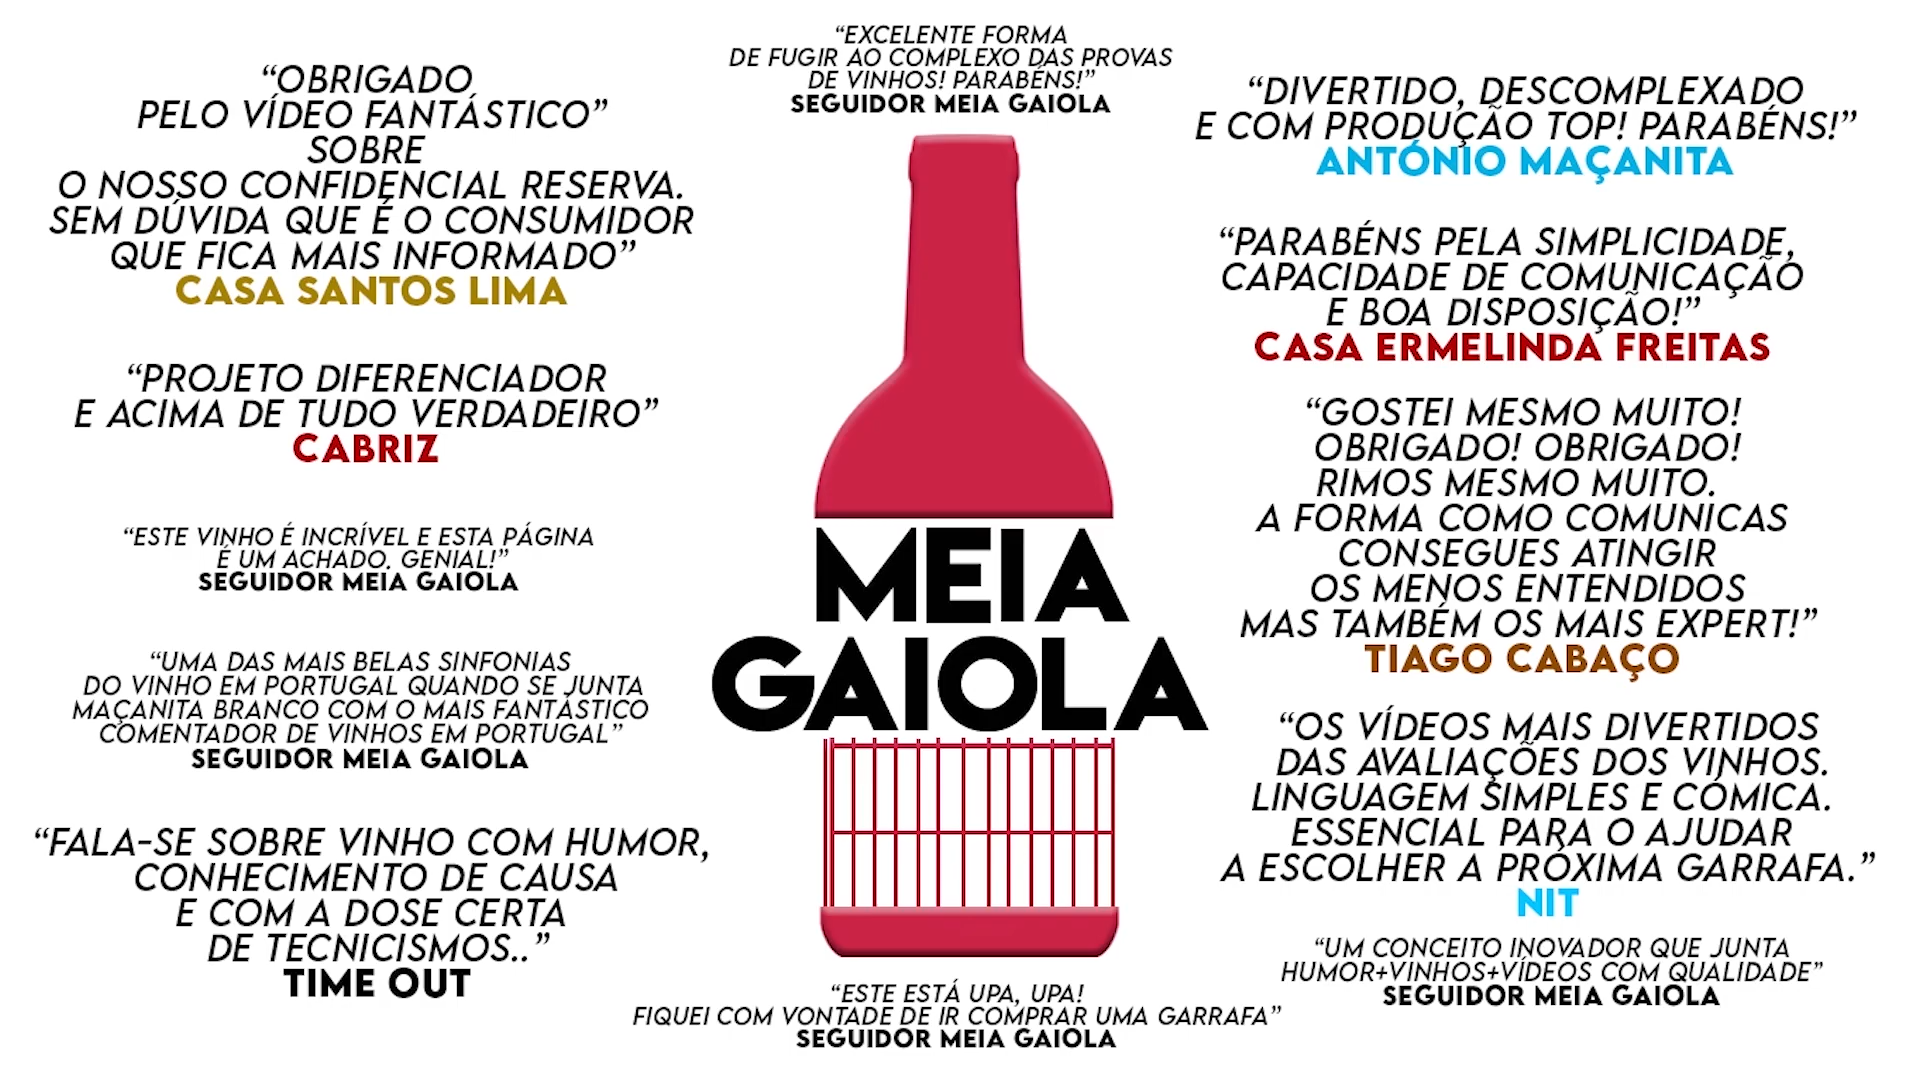 “OBRIGADO
PELO VÍDEO FANTÁSTICO”
SOBRE
O NOSSO CONFIDENCIAL RESERVA.
SEM DÚVIDA QUE É O CONSUMIDOR
QUE FICA MAIS INFORMADO”
CASA SANTOS LIMA
“PROJETO DIFERENCIADOR
E ACIMA DE TUDO VERDADEIRO”
CABRIZ
“ESTE VINHO É INCRÍVEL E ESTA PÁGINA
É UM ACHADO. GENIAL!”
SEGUIDOR MEIA GAIOLA
“UMA DAS MAIS BELAS SINFONIAS
DO VINHO EM PORTUGAL QUANDO SE JUNTA
MAÇANITA BRANCO COM O MAIS FANTÁSTICO
COMENTADOR DE VINHOS EM PORTUGAL”
SEGUIDOR MEIA GAIOLA
“FALA-SE SOBRE VINHO COM HUMOR,
CONHECIMENTO DE CAUSA
E COM A DOSE CERTA
DE TECNICISMOS..”
TIME OUT
“EXCELENTE FORMA
DE FUGIR AO COMPLEXO DAS PROVAS
DE VINHOS! PARABÉNS!”
SEGUIDOR MEIA GAIOLA
MEIA
GAIOLA
“ESTE ESTÁ UPA, UPA!
FIQUEI COM VONTADE DE IR COMPRAR UMA GARRAFA”
SEGUIDOR MEIA GAIOLA
“DIVERTIDO, DESCOMPLEXADO
E COM PRODUÇÃO TOP! PARABÉNS!”
ANTÓNIO MAÇANITA
“PARABÉNS PELA SIMPLICIDADE,
CAPACIDADE DE COMUNICAÇÃO
E BOA DISPOSIÇÃO!”
CASA ERMELINDA FREITAS
“GOSTEI MESMO MUITO!
OBRIGADO! OBRIGADO!
RIMOS MESMO MUITO.
A FORMA COMO COMUNICAS
CONSEGUES ATINGIR
OS MENOS ENTENDIDOS
MAS TAMBÉM OS MAIS EXPERT!”
TIAGO CABAÇO
“OS VÍDEOS MAIS DIVERTIDOS
DAS AVALIAÇÕES DOS VINHOS.
LINGUAGEM SIMPLES E CÓMICA.
ESSENCIAL PARA O AJUDAR
A ESCOLHER A PRÓXIMA GARRAFA.”
NIT
“UM CONCEITO INOVADOR QUE JUNTA
HUMOR+VINHOS+VÍDEOS COM QUALIDADE”
SEGUIDOR MEIA GAIOLA